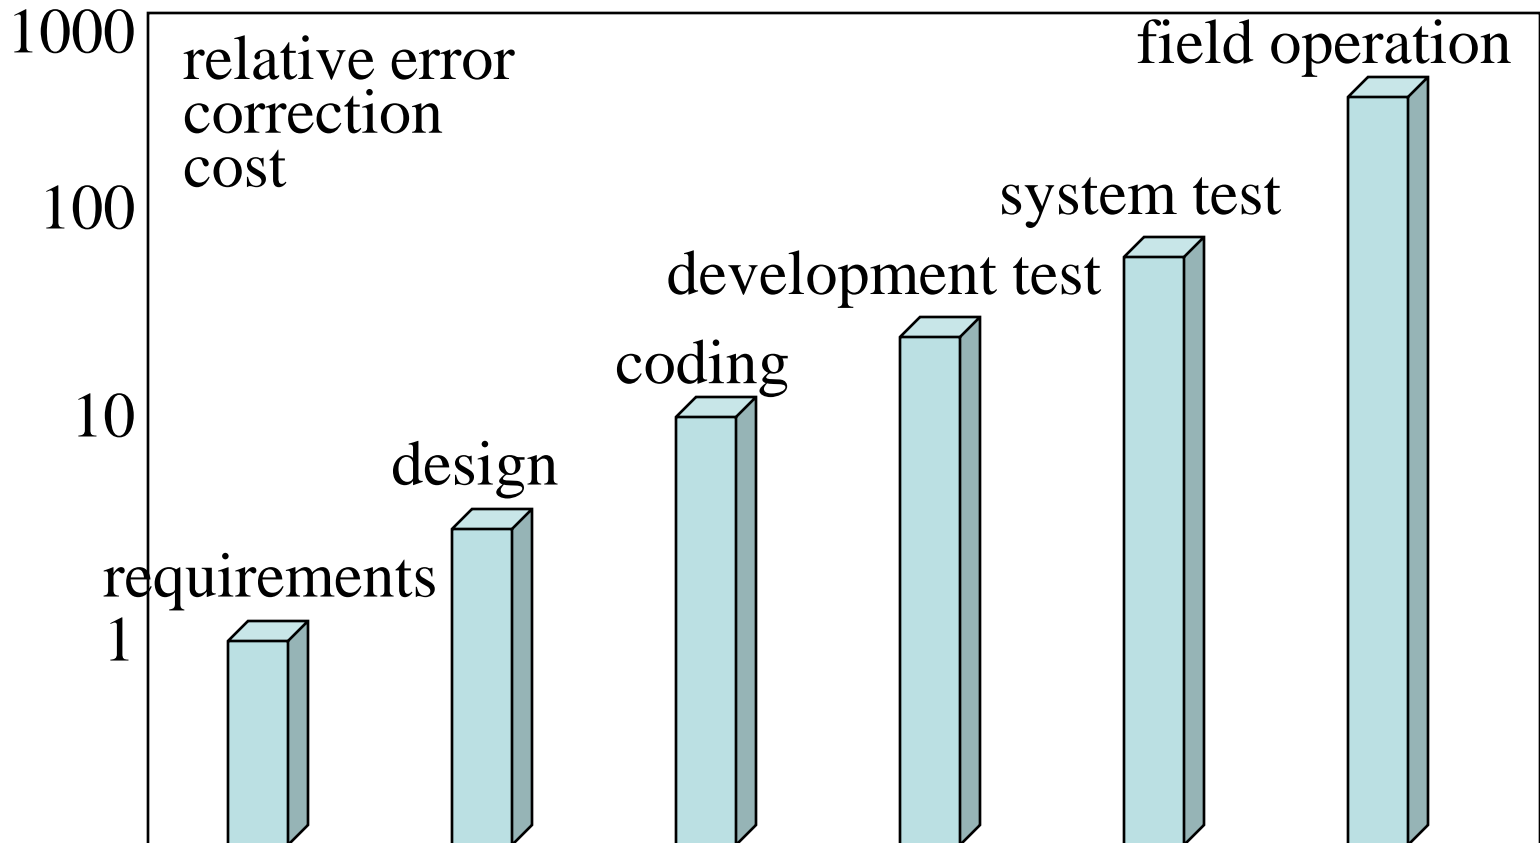 1000
relative error
correction
cost
field operation
100
system test
development test
coding
10
design
requirements
1